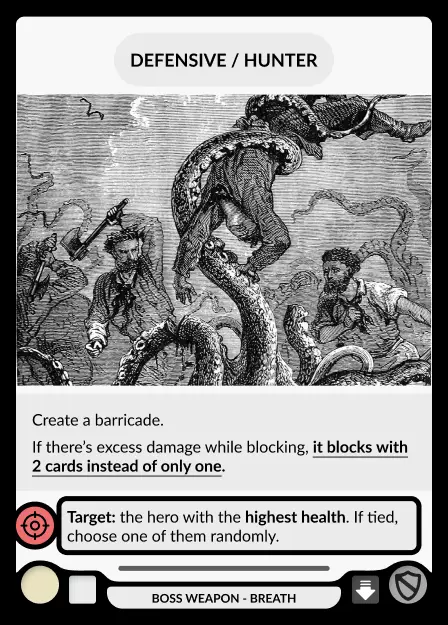 DEFENSIVE / HUNTER
Create a barricade.
If there's excess damage while blocking, it blocks with
2 cards instead of only one.
Target: the hero with the highest health. If tied,
choose one of them randomly.
BOSS WEAPON - BREATH